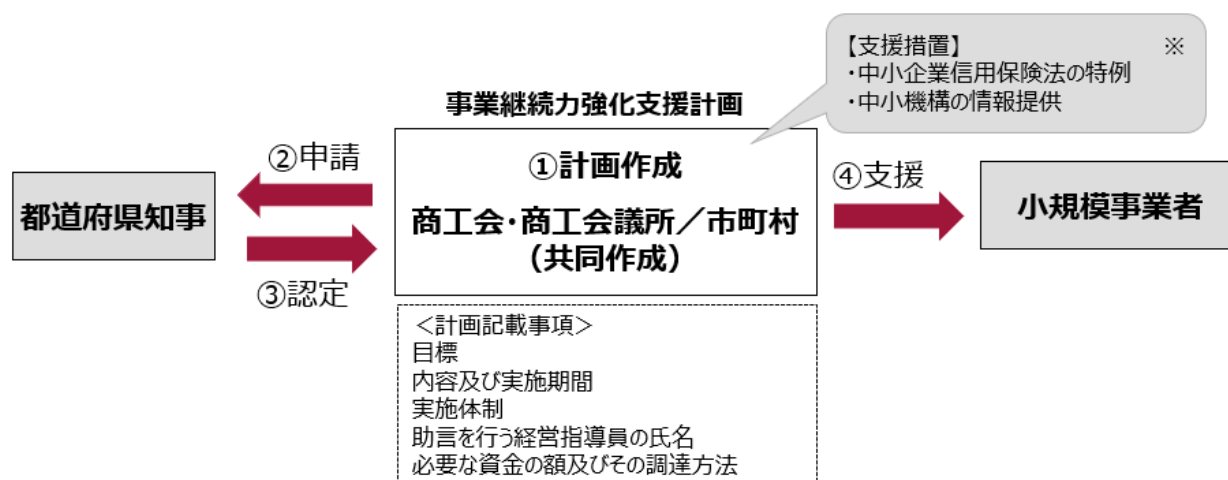 【支援措置】 ※
・中小企業信用保険法の特例
・中小機構の情報提供
事業継続力強化支援計画
②申請
①計画作成
④支援
都道府県知事
商工会・商工会議所／市町村
（共同作成）
小規模事業者
③認定
＜計画記載事項＞
目標
内容及び実施期間
実施体制
助言を行う経営指導員の氏名
必要な資金の額及びその調達方法